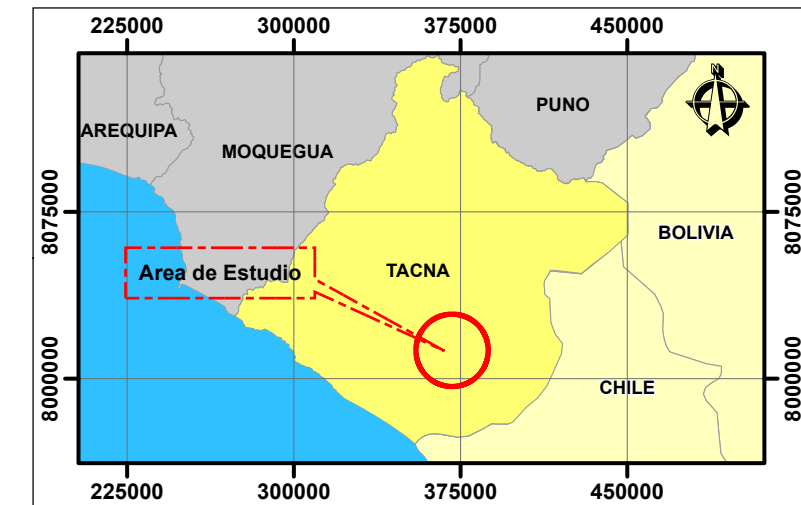 225000 300000 375000 450000
N
PUNO
AREQUIPA
MOQUEGUA
8075000 8075000
BOLIVIA
Area de Estudio TACNA
8000000 8000000
CHILE
225000 300000 375000 450000